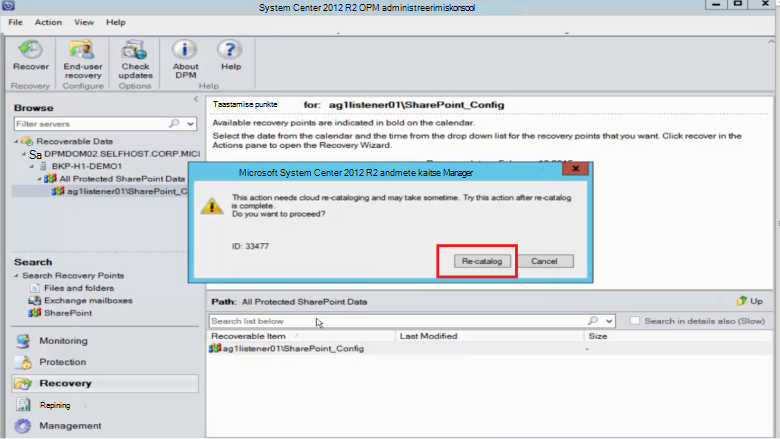 System Center 2012 R2 OPM administreerimiskonsool
File Action View Help
Recover End-user recovery Check updates About DPM Help
Recovery Configure Options Help
Browse
Filter servers
Recoverable Data
Sa DPMDOM02.SELFHOST.CORP.MICI
BKP-H1-DEMO1
All Protected SharePoint Data
ag1listener01\SharePoint_C
Search
Search Recovery Points
Files and folders
Exchange mailboxes
SharePoint
Monitoring
Protection
Recovery
Repining
Management
Taastamise punkte for: ag1listener01\SharePoint_Config
Available recovery points are indicated in bold on the calendar.
Select the date from the calendar and the time from the drop down list for the recovery points that you want. Click recover in the
Actions pane to open the Recovery Wizard.
Microsoft System Center 2012 R2 andmete kaitse Manager
This action needs cloud re-cataloging and may take sometime. Try this action after re-catalog
is complete.
Do you want to proceed?
ID: 33477
Re-catalog Cancel
Path: All Protected SharePoint Data Up
Search list below Search in details also (Slow)
Recoverable Item Last Modified Size
ag1listener01\SharePoint_Config -